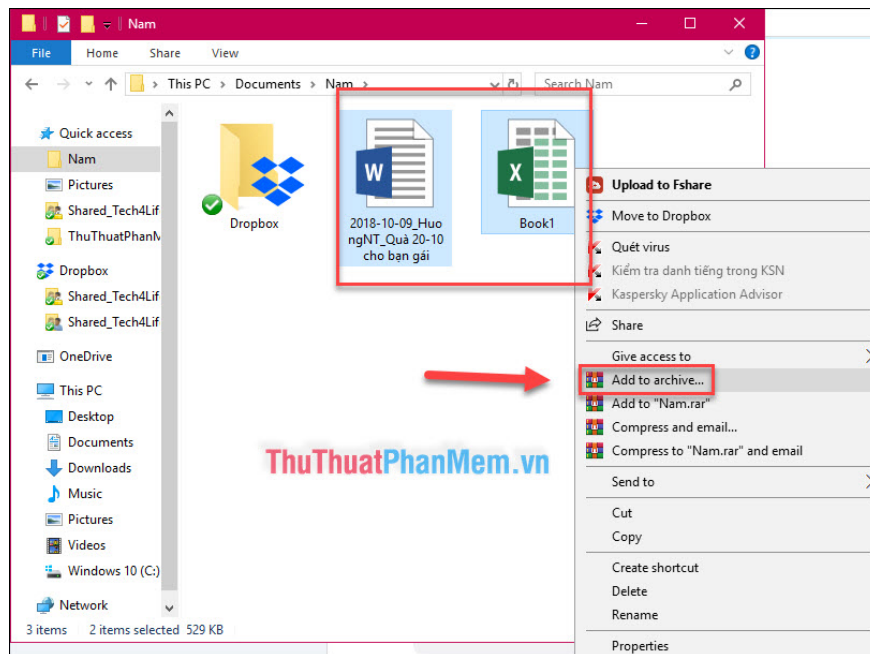 Nam
File Home Share View
This PC > Documents > Nam >
Search Nam
Quick access
Nam
Pictures
Shared_Tech4Lif
ThuThuatPhanM
Dropbox
Shared_Tech4Lif
Shared_Tech4Lif
OneDrive
This PC
Desktop
Documents
Downloads
Music
Pictures
Videos
Windows 10 (C:)
Network
Dropbox
W
2018-10-09_Huo
ngNT_Quà 20-10
cho bạn gái
X
Book1
ThuThuatPhanMem.vn
Upload to Fshare
Move to Dropbox
Quét virus
Kiểm tra danh tiếng trong KSN
Kaspersky Application Advisor
Share
Give access to
Add to archive...
Add to "Nam.rar"
Compress and email...
Compress to "Nam.rar" and email
Send to
Cut
Copy
Create shortcut
Delete
Rename
Properties
3 items 2 items selected 529 KB